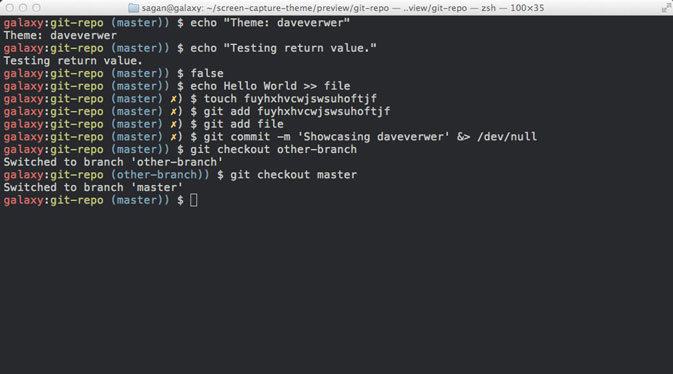 sagan@galaxy: ~/screen-capture-theme/preview/git-repo — ..view/git-repo — zsh — 100×35
galaxy:git-repo (master)) $ echo "Theme: daveverwer"
Theme: daveverwer
galaxy:git-repo (master)) $ echo "Testing return value."
Testing return value.
galaxy:git-repo (master)) $ false
galaxy:git-repo (master)) $ echo Hello World >> file
galaxy:git-repo (master) ✗) $ touch fuyhxhvcwjswsuhoftjf
galaxy:git-repo (master) ✗) $ git add fuyhxhvcwjswsuhoftjf
galaxy:git-repo (master) ✗) $ git add file
galaxy:git-repo (master) ✗) $ git commit -m 'Showcasing daveverwer' &> /dev/null
galaxy:git-repo (master)) $ git checkout other-branch
Switched to branch 'other-branch'
galaxy:git-repo (other-branch)) $ git checkout master
Switched to branch 'master'
galaxy:git-repo (master)) $